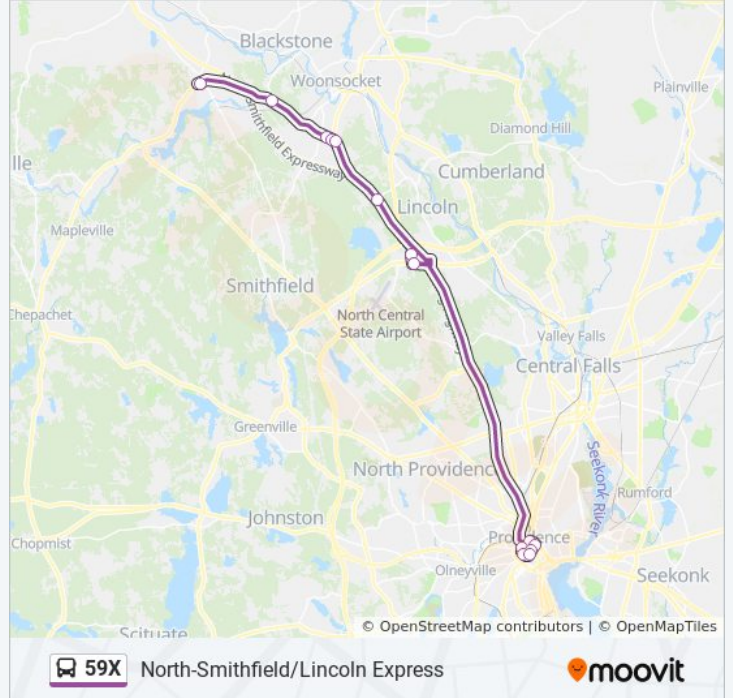 Blackstone
Woonsocket
Plainville
Smithfield Expressway
Diamond Hill
lle
Cumberland
Lincoln
Mapleville
Smithfield
Chepachet
North Central
State Airport
Valley Falls
Central Falls
Greenville
North Providenc
Seekonk River
Rumford
Johnston
Chopmist
Providence
Olneyville
Seekonk
Scituate
© OpenStreetMap contributors | © OpenMapTiles
59X North-Smithfield/Lincoln Express moovit